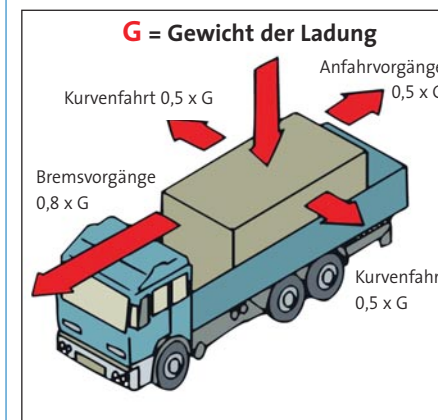 G = Gewicht der Ladung
Anfahrvorgänge
0,5 x G
Kurvenfahrt 0,5 x G
Bremsvorgänge
0,8 x G
Kurvenfahr
0,5 x G